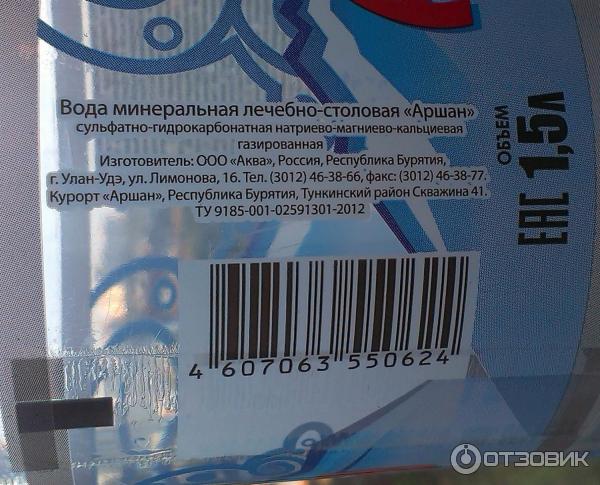 Вода минеральная лечебно-столовая «Аршан»
сульфатно-гидрокарбонатная натриево-магниево-кальциевая
газированная
Изготовитель: ООО «Аква», Россия, Республика Бурятия,
г. Улан-Удэ, ул. Лимонова, 16. Тел. (3012) 46-38-66, факс: (3012) 46-38-77.
Курорт «Аршан», Республика Бурятия, Тункинский район Скважина 41.
ТУ 9185-001-02591301-2012
ОБЪЕМ
1,5л
EAC
4 607063 550624
ОТЗОВИК